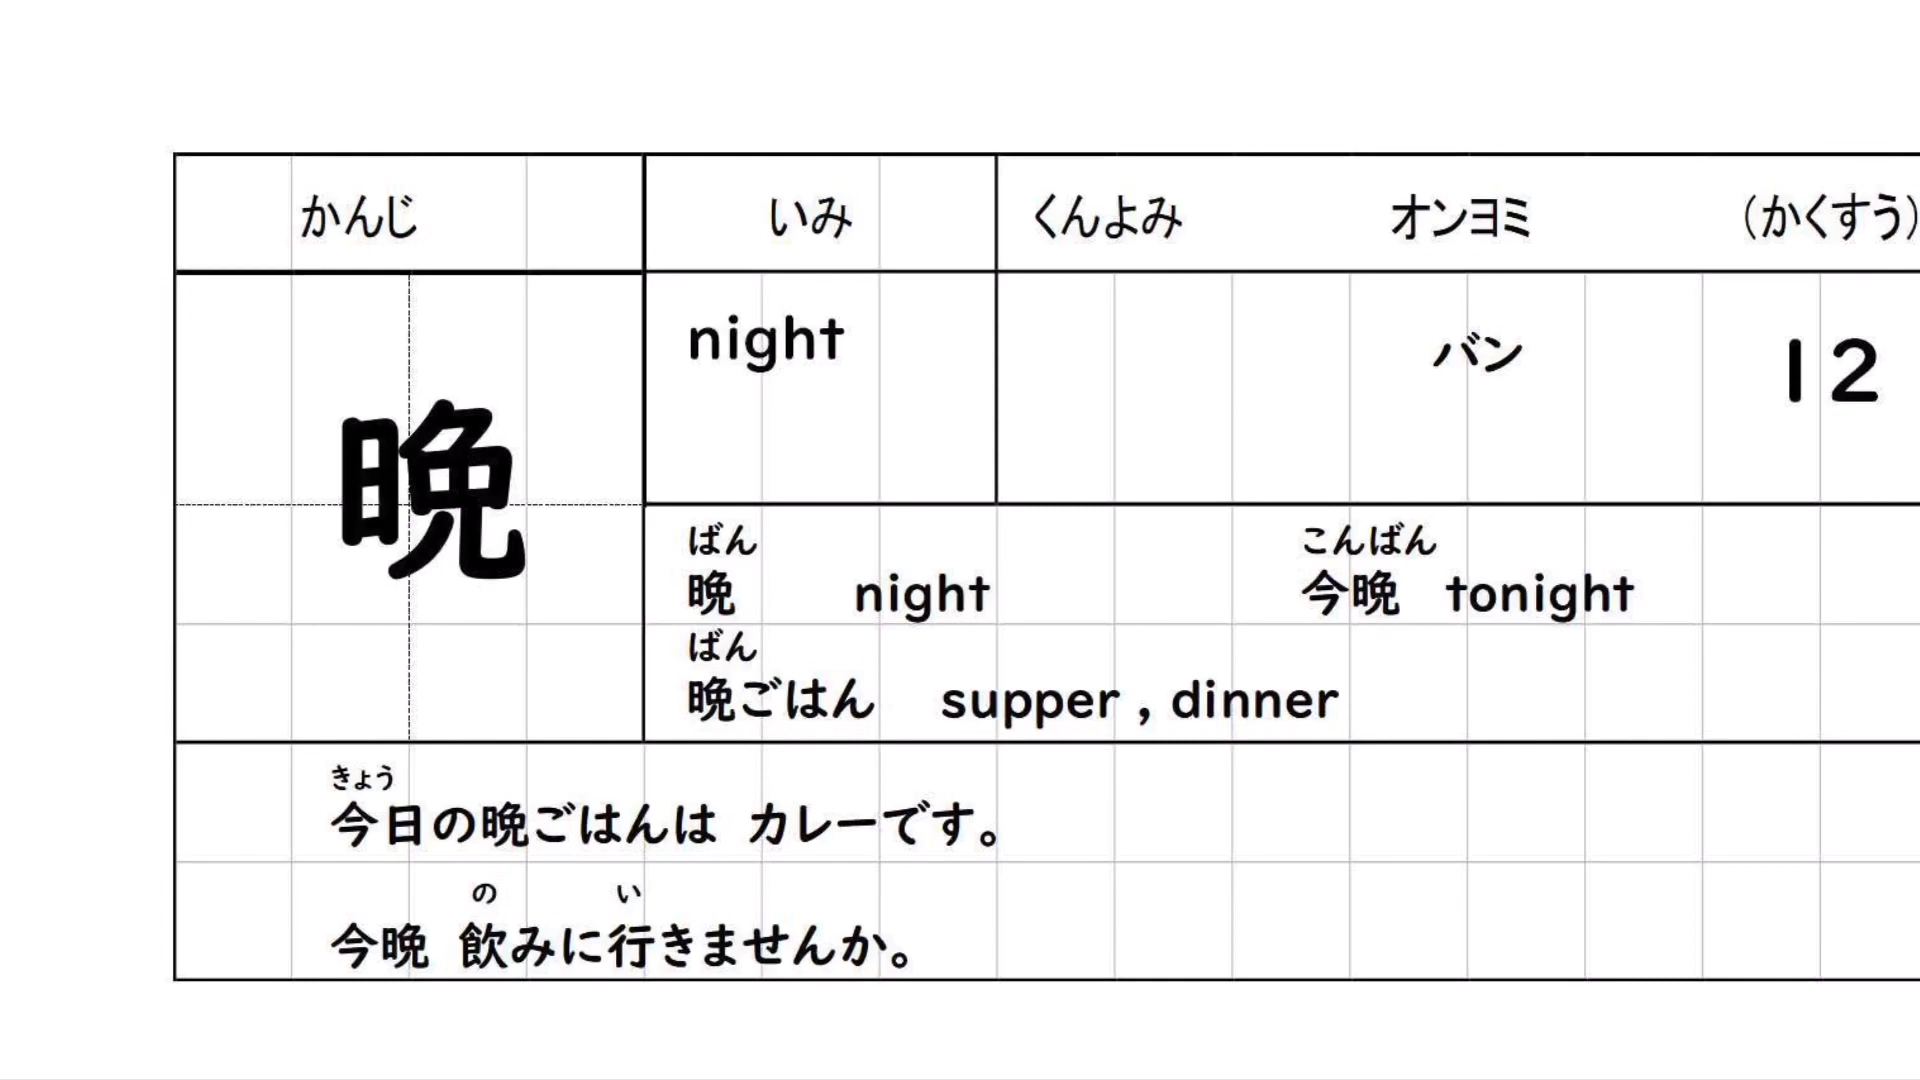 かんじ いみ くんよみ オンヨミ (かくすう)
night バン 12
晩
ばん こんばん
晩 night 今晩 tonight
ばん
晩ごはん supper , dinner
きょう
今日の晩ごはんは カレーです。
の い
今晩 飲みに行きませんか。